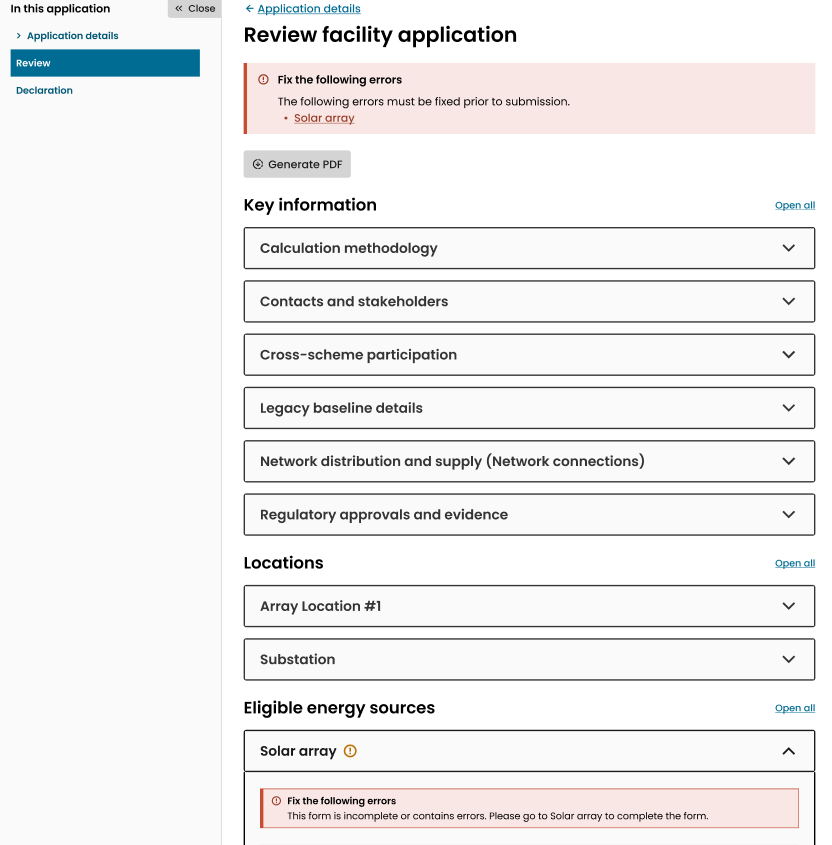 In this application
Close
Application details
Review
Declaration
Application details
Review facility application
Fix the following errors
The following errors must be fixed prior to submission.
• Solar array
Generate PDF
Key information
Open all
Calculation methodology
Contacts and stakeholders
Cross-scheme participation
Legacy baseline details
Network distribution and supply (Network connections)
Regulatory approvals and evidence
Locations
Open all
Array Location #1
Substation
Eligible energy sources
Open all
Solar array
Fix the following errors
This form is incomplete or contains errors. Please go to Solar array to complete the form.